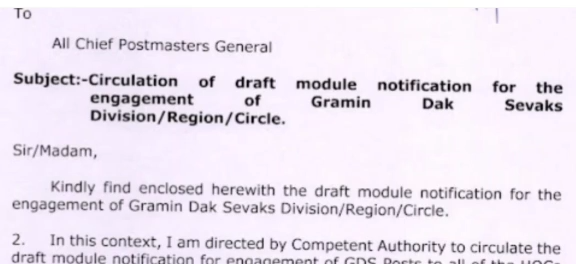 To
All Chief Postmasters General
Subject:-Circulation of draft module notification for the
engagement of Gramin Dak Sevaks
Division/Region/Circle.
Sir/Madam,
Kindly find enclosed herewith the draft module notification for the
engagement of Gramin Dak Sevaks Division/Region/Circle.
2. In this context, I am directed by Competent Authority to circulate the
draft module notification for engagement of GDS Posts to all of the HOCs